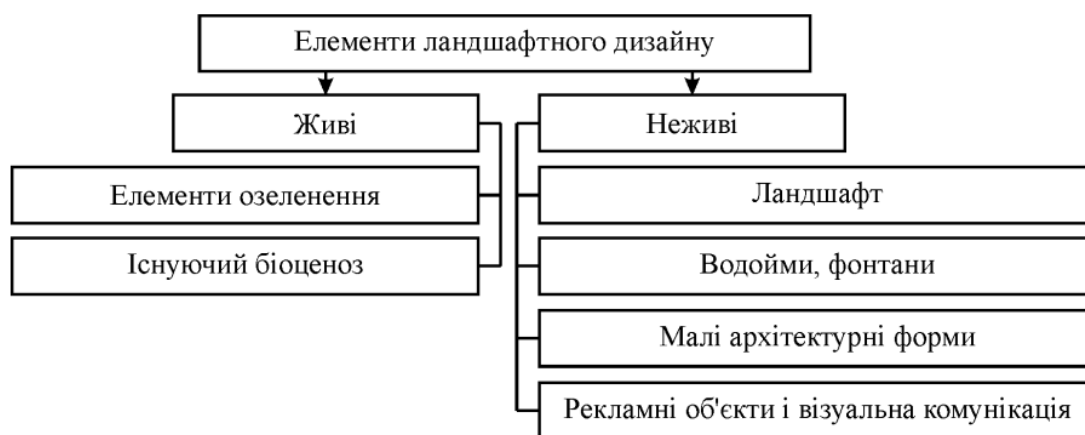 Елементи ландшафтного дизайну
Живі
Неживі
Елементи озеленення
Ландшафт
Існуючий біоценоз
Водойми, фонтани
Малі архітектурні форми
Рекламні об'єкти і візуальна комунікація